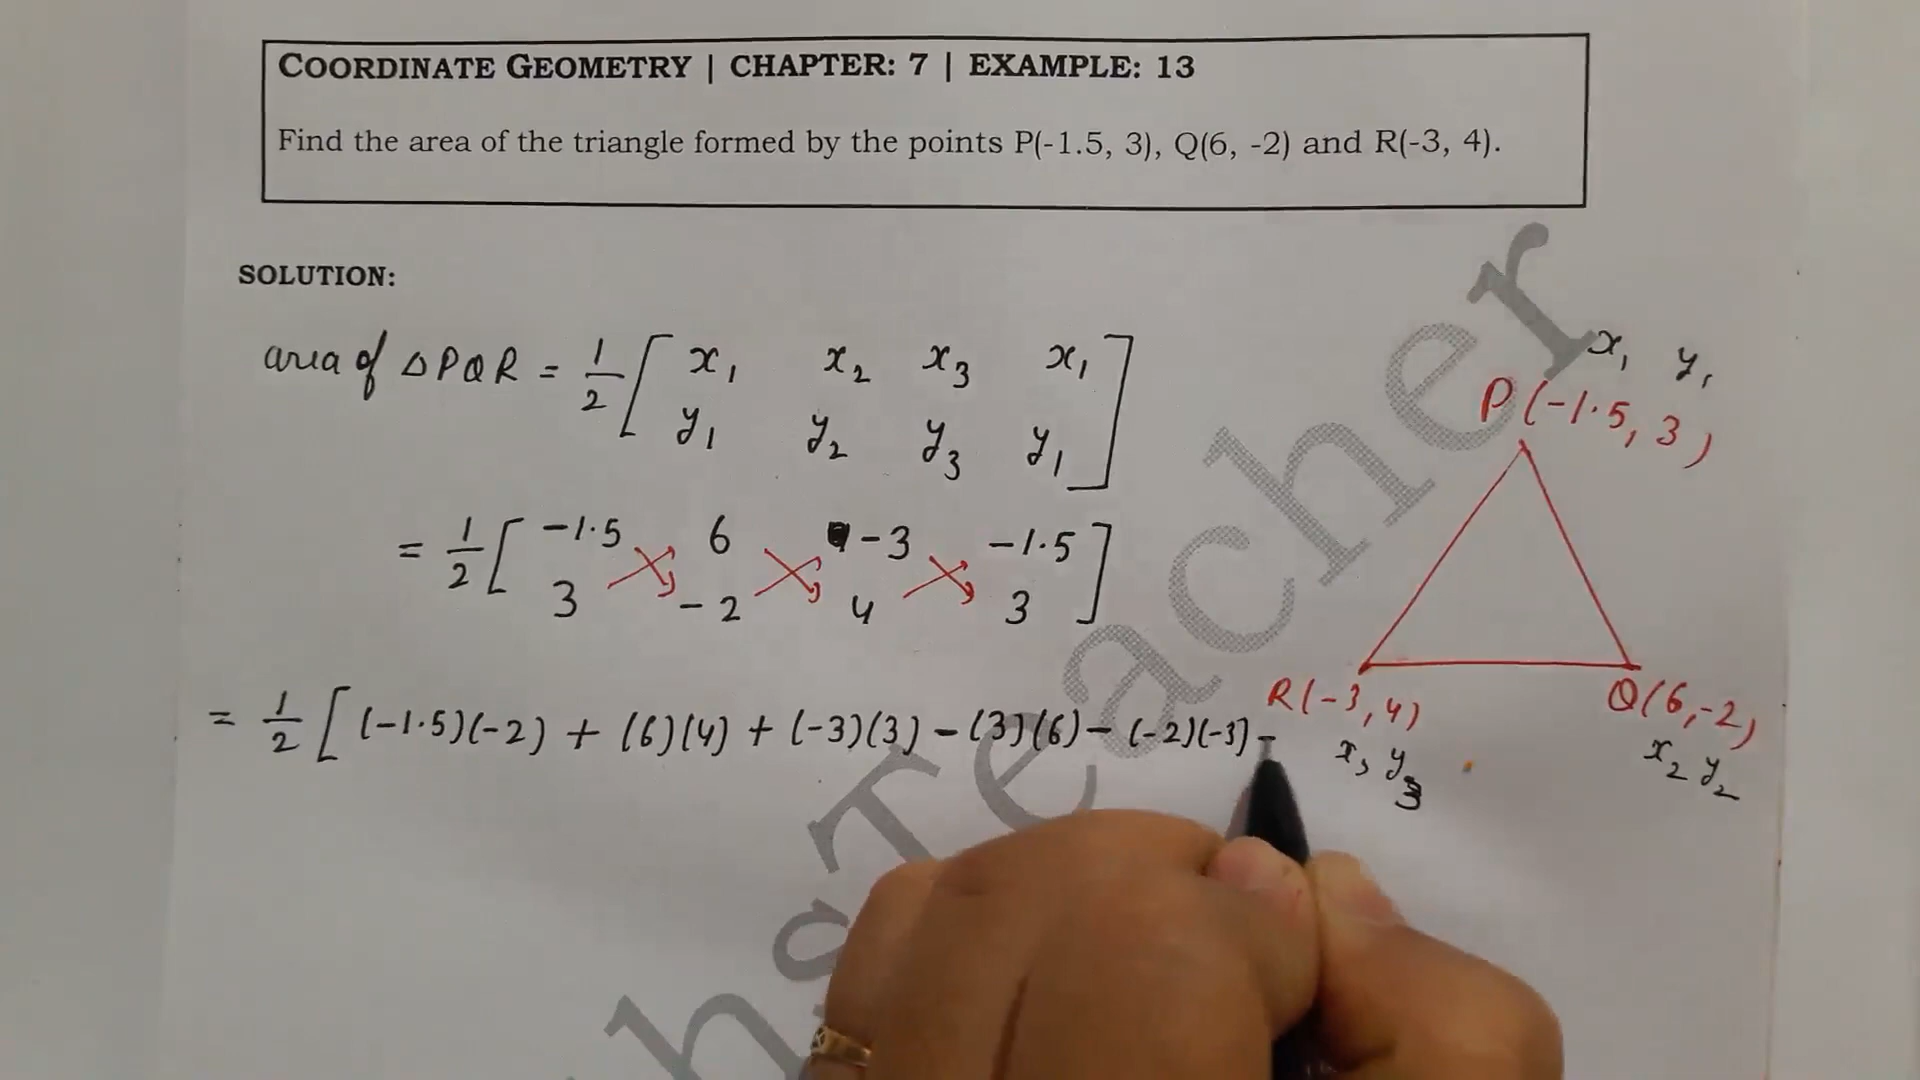 COORDINATE GEOMETRY | CHAPTER: 7 | EXAMPLE: 13
Find the area of the triangle formed by the points P(-1.5, 3), Q(6, -2) and R(-3, 4).
SOLUTION:
area of △PQR = 1/2 [ x₁ x₂ x₃ x₁
y₁ y₂ y₃ y₁ ]
= 1/2 [ -1.5 6 -3 -1.5
3 -2 4 3 ]
= 1/2 [ (-1.5)(-2) + (6)(4) + (-3)(3) - (3)(6) - (-2)(-3) -
x₁ y₁
P(-1.5, 3)
R(-3, 4) Q(6, -2)
x₃ y₃ x₂ y₂
hsTeacher